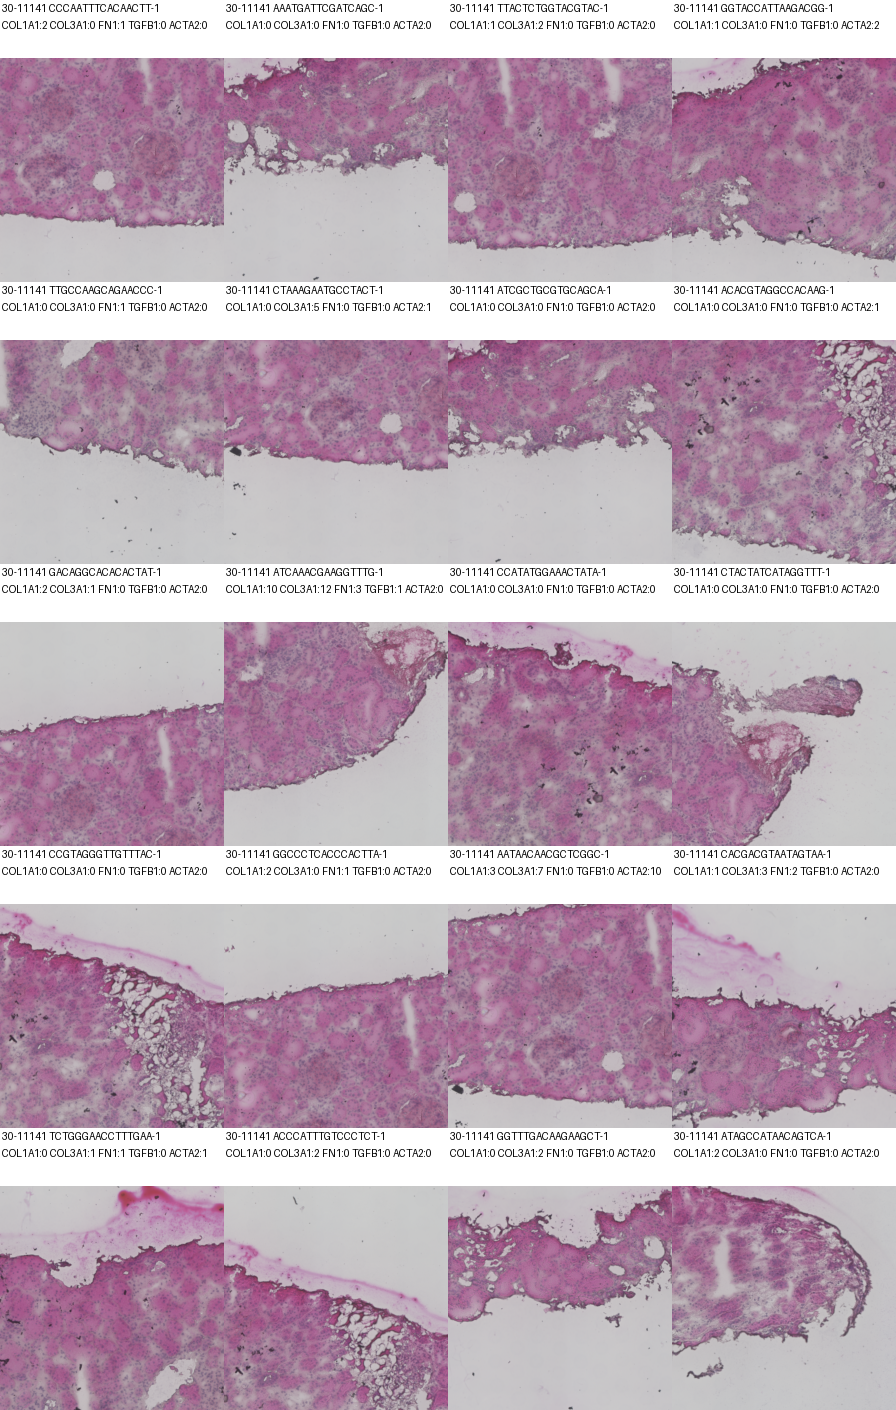 30-11141 CCCAATTTCACAACTT-1
COL1A1:2 COL3A1:0 FN1:1 TGFB1:0 ACTA2:0
30-11141 AAATGATTCGATCAGC-1
COL1A1:0 COL3A1:0 FN1:0 TGFB1:0 ACTA2:0
30-11141 TTACTCTGGTACGTAC-1
COL1A1:1 COL3A1:2 FN1:0 TGFB1:0 ACTA2:0
30-11141 GGTACCATTAAGACGG-1
COL1A1:1 COL3A1:0 FN1:0 TGFB1:0 ACTA2:2
30-11141 TTGCCAAGCAGAACCC-1
COL1A1:0 COL3A1:0 FN1:1 TGFB1:0 ACTA2:0
30-11141 CTAAAGAATGCCTACT-1
COL1A1:0 COL3A1:5 FN1:0 TGFB1:0 ACTA2:1
30-11141 ATCGCTGCGTGCAGCA-1
COL1A1:0 COL3A1:0 FN1:0 TGFB1:0 ACTA2:0
30-11141 ACACGTAGGCCACAAG-1
COL1A1:0 COL3A1:0 FN1:0 TGFB1:0 ACTA2:1
30-11141 GACAGGCACACACTAT-1
COL1A1:2 COL3A1:1 FN1:0 TGFB1:0 ACTA2:0
30-11141 ATCAAACGAAGGTTTG-1
COL1A1:10 COL3A1:12 FN1:3 TGFB1:1 ACTA2:0
30-11141 CCATATGGAAACTATA-1
COL1A1:0 COL3A1:0 FN1:0 TGFB1:0 ACTA2:0
30-11141 CTACTATCATAGGTTT-1
COL1A1:0 COL3A1:0 FN1:0 TGFB1:0 ACTA2:0
30-11141 CCGTAGGGTTGTTTAC-1
COL1A1:0 COL3A1:0 FN1:0 TGFB1:0 ACTA2:0
30-11141 GGCCCTCACCCACTTA-1
COL1A1:2 COL3A1:0 FN1:1 TGFB1:0 ACTA2:0
30-11141 AATAACAACGCTCGGC-1
COL1A1:3 COL3A1:7 FN1:0 TGFB1:0 ACTA2:10
30-11141 CACGACGTAATAGTAA-1
COL1A1:1 COL3A1:3 FN1:2 TGFB1:0 ACTA2:0
30-11141 TCTGGGAACCTTTGAA-1
COL1A1:0 COL3A1:1 FN1:1 TGFB1:0 ACTA2:1
30-11141 ACCCATTTGTCCCTCT-1
COL1A1:0 COL3A1:2 FN1:0 TGFB1:0 ACTA2:0
30-11141 GGTTTGACAAGAAGCT-1
COL1A1:0 COL3A1:2 FN1:0 TGFB1:0 ACTA2:0
30-11141 ATAGCCATAACAGTCA-1
COL1A1:2 COL3A1:0 FN1:0 TGFB1:0 ACTA2:0